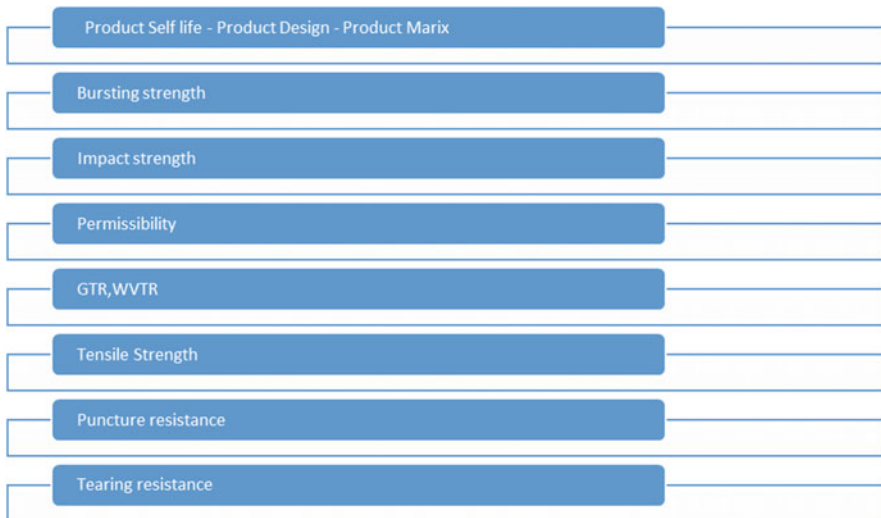 Product Self life - Product Design - Product Marix
Bursting strength
Impact strength
Permissibility
GTR,WVTR
Tensile Strength
Puncture resistance
Tearing resistance